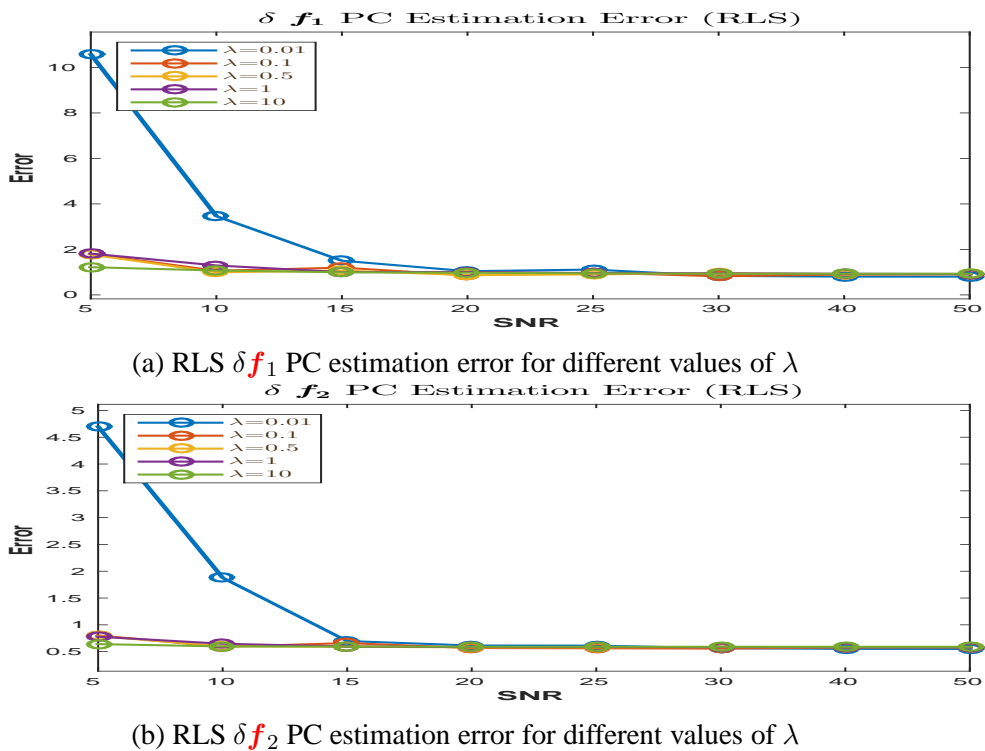 δ f₁ PC Estimation Error (RLS)
λ=0.01
λ=0.1
λ=0.5
λ=1
λ=10
10
8
6
4
2
0
Error
5 10 15 20 25 30 40 50
SNR
(a) RLS δf₁ PC estimation error for different values of λ
δ f₂ PC Estimation Error (RLS)
λ=0.01
λ=0.1
λ=0.5
λ=1
λ=10
5
4.5
4
3.5
3
2.5
2
1.5
1
0.5
Error
5 10 15 20 25 30 40 50
SNR
(b) RLS δf₂ PC estimation error for different values of λ